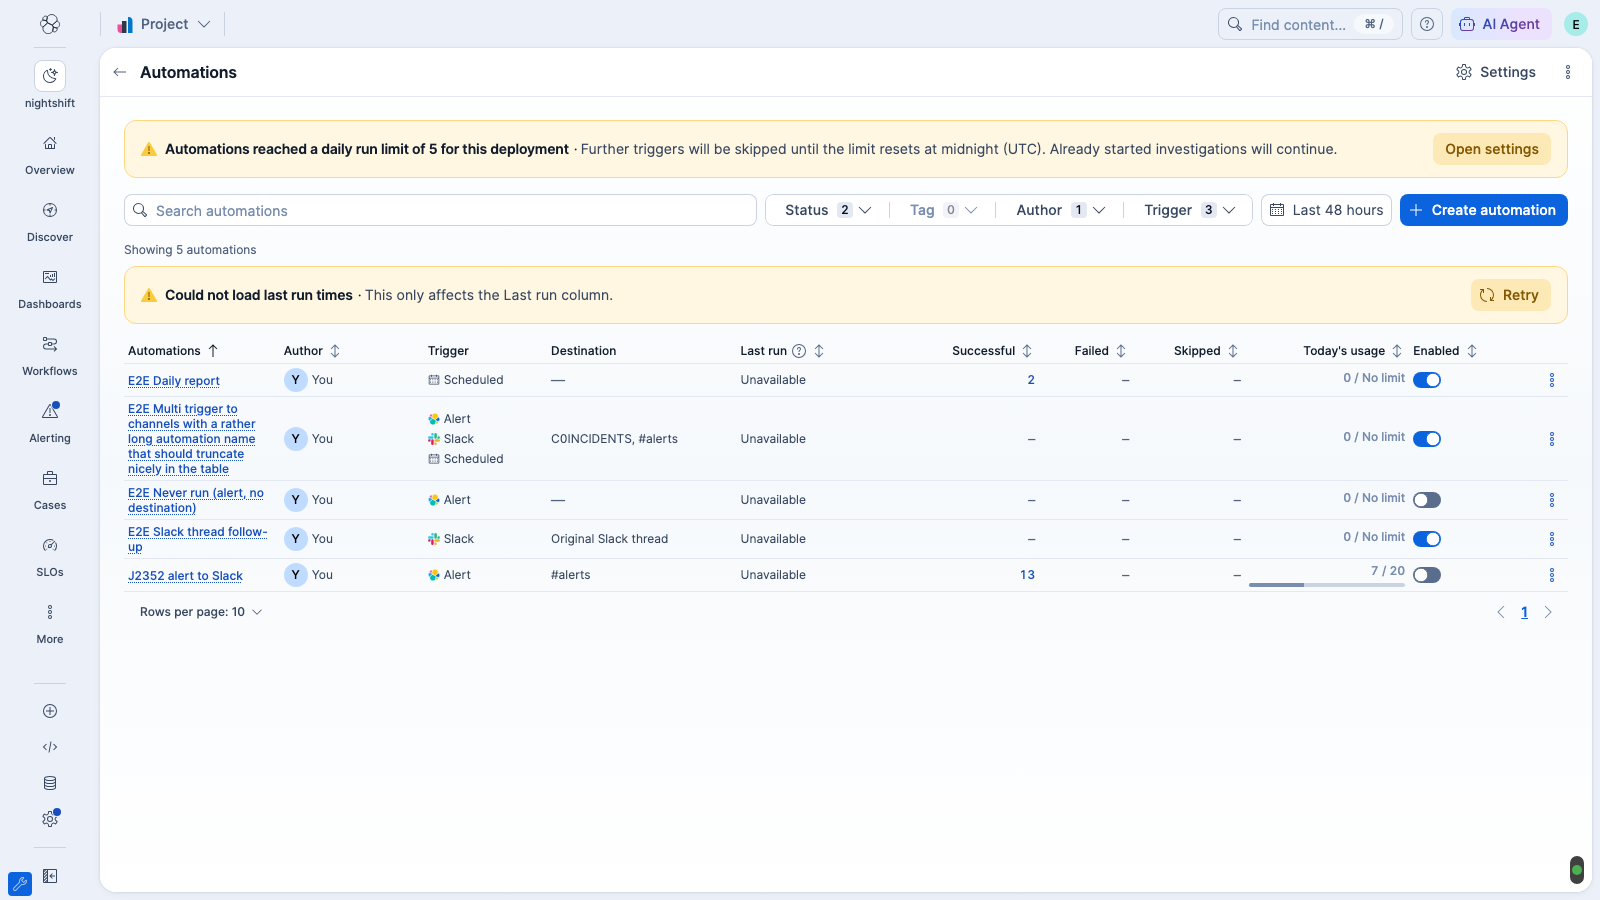 Project
Find content...
⌘ /
AI Agent
E
nightshift
Overview
Discover
Dashboards
Workflows
Alerting
Cases
SLOs
More
Automations
Settings
Automations reached a daily run limit of 5 for this deployment · Further triggers will be skipped until the limit resets at midnight (UTC). Already started investigations will continue.
Open settings
Search automations
Status 2
Tag 0
Author 1
Trigger 3
Last 48 hours
Create automation
Showing 5 automations
Could not load last run times · This only affects the Last run column.
Retry
Automations Author Trigger Destination Last run Successful Failed Skipped Today's usage Enabled
E2E Daily report Y You Scheduled — Unavailable 2 – – 0 / No limit
E2E Multi trigger to
channels with a rather
long automation name
that should truncate
nicely in the table
Y You
Alert
Slack
Scheduled
C0INCIDENTS, #alerts Unavailable – – – 0 / No limit
E2E Never run (alert, no
destination)
Y You Alert — Unavailable – – – 0 / No limit
E2E Slack thread follow-
up
Y You Slack Original Slack thread Unavailable – – – 0 / No limit
J2352 alert to Slack Y You Alert #alerts Unavailable 13 – – 7 / 20
Rows per page: 10
1